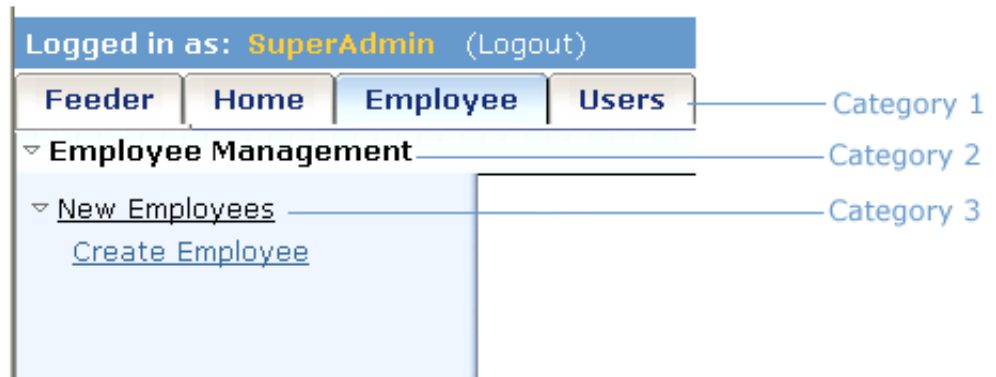 Logged in as: SuperAdmin (Logout)
Feeder Home Employee Users Category 1
Employee Management Category 2
New Employees Category 3
Create Employee